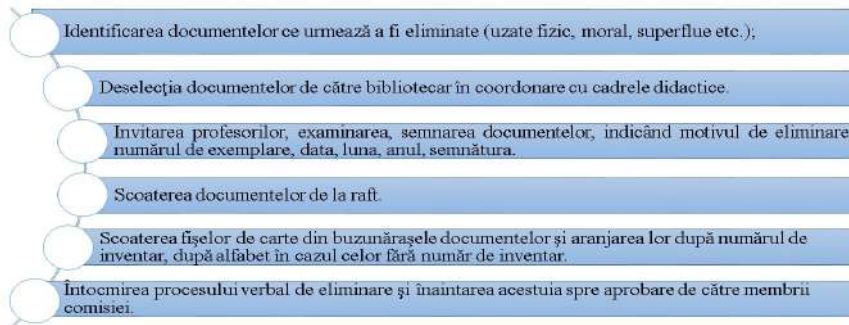 Identificarea documentelor ce urmează a fi eliminate (uzate fizic, moral, superflue etc.);
Deselecția documentelor de către bibliotecar în coordonare cu cadrele didactice.
Invitarea profesorilor, examinarea, semnarea documentelor, indicând motivul de eliminare
numărul de exemplare, data, luna, anul, semnătura.
Scoaterea documentelor de la raft.
Scoaterea fișelor de carte din buzunărașele documentelor și aranjarea lor după numărul de
inventar, după alfabet în cazul celor fără număr de inventar.
Întocmirea procesului verbal de eliminare și înaintarea acestuia spre aprobare de către membrii
comisiei.